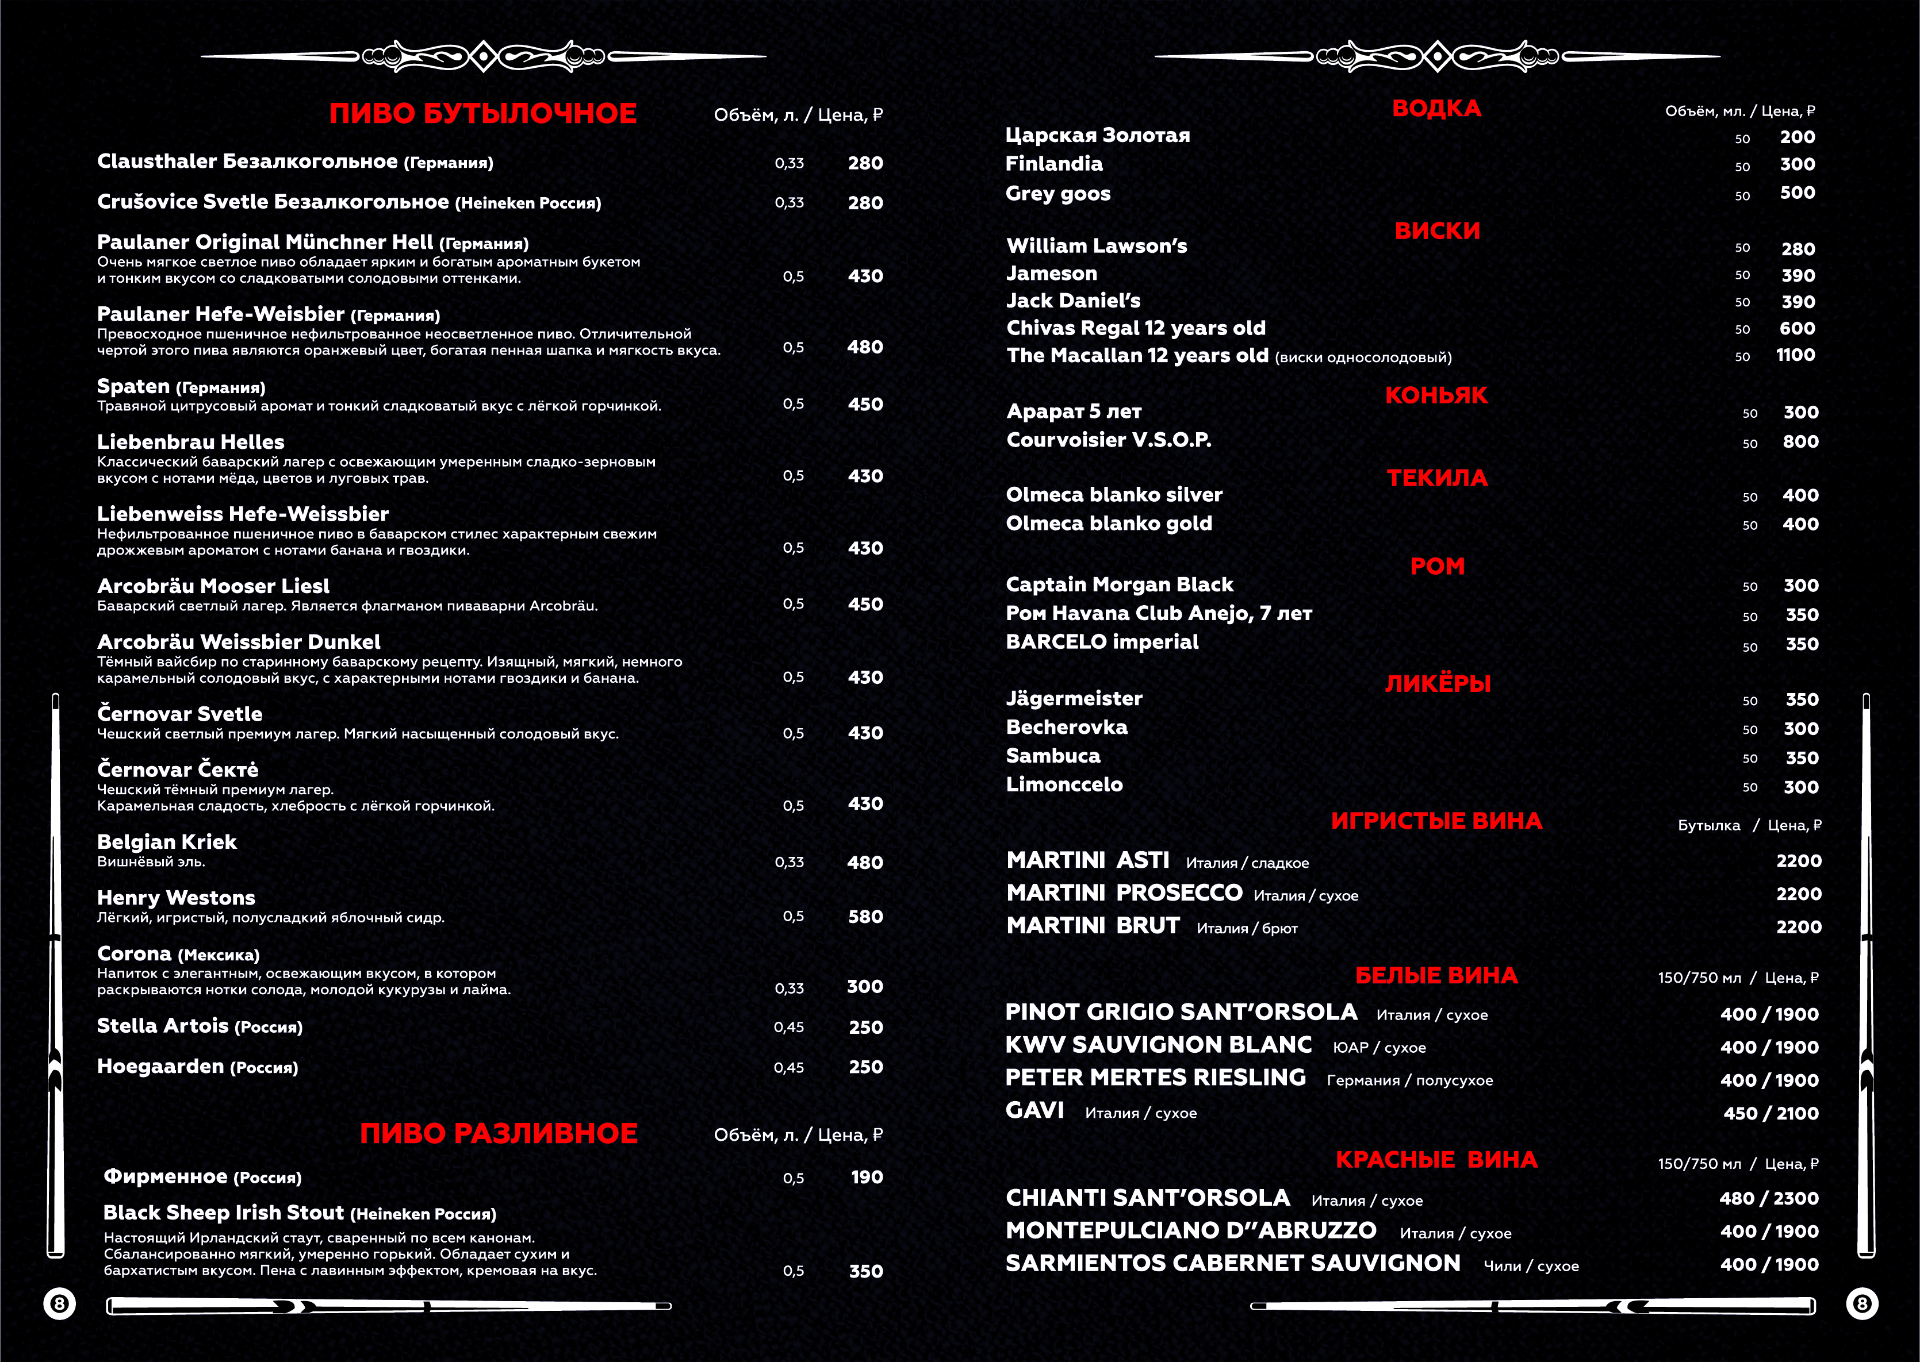 ПИВО БУТЫЛОЧНОЕ Объём, л. / Цена, ₽
Clausthaler Безалкогольное (Германия) 0,33 280
Crušovice Svetle Безалкогольное (Heineken Россия) 0,33 280
Paulaner Original Münchner Hell (Германия)
Очень мягкое светлое пиво обладает ярким и богатым ароматным букетом
и тонким вкусом со сладковатыми солодовыми оттенками. 0,5 430
Paulaner Hefe-Weisbier (Германия)
Превосходное пшеничное нефильтрованное неосветленное пиво. Отличительной
чертой этого пива являются оранжевый цвет, богатая пенная шапка и мягкость вкуса. 0,5 480
Spaten (Германия)
Травяной цитрусовый аромат и тонкий сладковатый вкус с лёгкой горчинкой. 0,5 450
Liebenbrau Helles
Классический баварский лагер с освежающим умеренным сладко-зерновым
вкусом с нотами мёда, цветов и луговых трав. 0,5 430
Liebenweiss Hefe-Weissbier
Нефильтрованное пшеничное пиво в баварском стилес характерным свежим
дрожжевым ароматом с нотами банана и гвоздики. 0,5 430
Arcobräu Mooser Liesl
Баварский светлый лагер. Является флагманом пиваварни Arcobräu. 0,5 450
Arcobräu Weissbier Dunkel
Тёмный вайсбир по старинному баварскому рецепту. Изящный, мягкий, немного
карамельный солодовый вкус, с характерными нотами гвоздики и банана. 0,5 430
Černovar Svetle
Чешский светлый премиум лагер. Мягкий насыщенный солодовый вкус. 0,5 430
Černovar Čектė
Чешский тёмный премиум лагер.
Карамельная сладость, хлебрость с лёгкой горчинкой. 0,5 430
Belgian Kriek
Вишнёвый эль. 0,33 480
Henry Westons
Лёгкий, игристый, полусладкий яблочный сидр. 0,5 580
Corona (Мексика)
Напиток с элегантным, освежающим вкусом, в котором
раскрываются нотки солода, молодой кукурузы и лайма. 0,33 300
Stella Artois (Россия) 0,45 250
Hoegaarden (Россия) 0,45 250
ПИВО РАЗЛИВНОЕ Объём, л. / Цена, ₽
Фирменное (Россия) 0,5 190
Black Sheep Irish Stout (Heineken Россия)
Настоящий Ирландский стаут, сваренный по всем канонам.
Сбалансированно мягкий, умеренно горький. Обладает сухим и
бархатистым вкусом. Пена с лавинным эффектом, кремовая на вкус. 0,5 350
8
ВОДКА Объём, мл. / Цена, ₽
Царская Золотая 50 200
Finlandia 50 300
Grey goos 50 500
ВИСКИ
William Lawson’s 50 280
Jameson 50 390
Jack Daniel’s 50 390
Chivas Regal 12 years old 50 600
The Macallan 12 years old (виски односолодовый) 50 1100
КОНЬЯК
Арарат 5 лет 50 300
Courvoisier V.S.O.P. 50 800
ТЕКИЛА
Olmeca blanko silver 50 400
Olmeca blanko gold 50 400
РОМ
Captain Morgan Black 50 300
Ром Havana Club Anejo, 7 лет 50 350
BARCELO imperial 50 350
ЛИКЁРЫ
Jägermeister 50 350
Becherovka 50 300
Sambuca 50 350
Limonccelo 50 300
ИГРИСТЫЕ ВИНА Бутылка / Цена, ₽
MARTINI ASTI Италия / сладкое 2200
MARTINI PROSECCO Италия / сухое 2200
MARTINI BRUT Италия / брют 2200
БЕЛЫЕ ВИНА 150/750 мл / Цена, ₽
PINOT GRIGIO SANT’ORSOLA Италия / сухое 400 / 1900
KWV SAUVIGNON BLANC ЮАР / сухое 400 / 1900
PETER MERTES RIESLING Германия / полусухое 400 / 1900
GAVI Италия / сухое 450 / 2100
КРАСНЫЕ ВИНА 150/750 мл / Цена, ₽
CHIANTI SANT’ORSOLA Италия / сухое 480 / 2300
MONTEPULCIANO D’’ABRUZZO Италия / сухое 400 / 1900
SARMIENTOS CABERNET SAUVIGNON Чили / сухое 400 / 1900
8